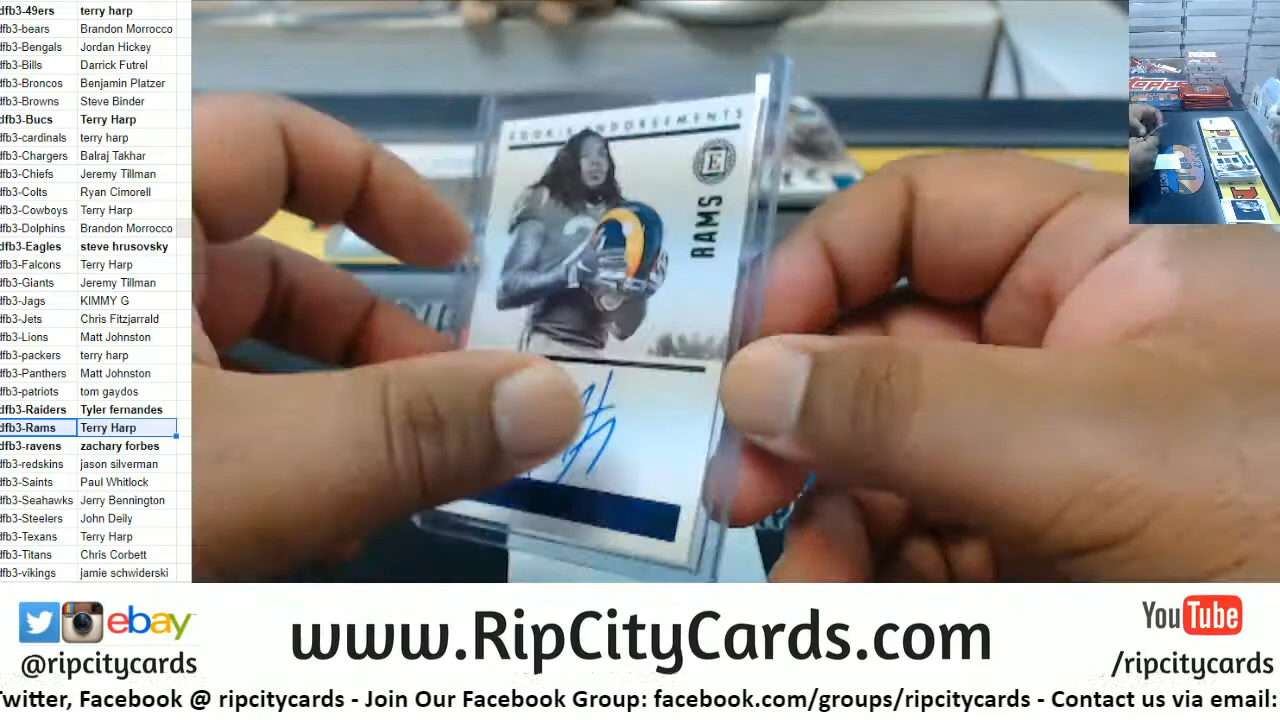 dfb3-49ers terry harp
dfb3-bears Brandon Morrocco
dfb3-Bengals Jordan Hickey
dfb3-Bills Darrick Futrel
dfb3-Broncos Benjamin Platzer
dfb3-Browns Steve Binder
dfb3-Bucs Terry Harp
dfb3-cardinals terry harp
dfb3-Chargers Balraj Takhar
dfb3-Chiefs Jeremy Tillman
dfb3-Colts Ryan Cimorell
dfb3-Cowboys Terry Harp
dfb3-Dolphins Brandon Morrocco
dfb3-Eagles steve hrusovsky
dfb3-Falcons Terry Harp
dfb3-Giants Jeremy Tillman
dfb3-Jags KIMMY G
dfb3-Jets Chris Fitzjarrald
dfb3-Lions Matt Johnston
dfb3-packers terry harp
dfb3-Panthers Matt Johnston
dfb3-patriots tom gaydos
dfb3-Raiders Tyler fernandes
dfb3-Rams Terry Harp
dfb3-ravens zachary forbes
dfb3-redskins jason silverman
dfb3-Saints Paul Whitlock
dfb3-Seahawks Jerry Bennington
dfb3-Steelers John Deily
dfb3-Texans Terry Harp
dfb3-Titans Chris Corbett
dfb3-vikings jamie schwiderski
ROOKIE ENDORSEMENTS
E
RAMS
Topps
ebay
@ripcitycards
www.RipCityCards.com
YouTube
/ripcitycards
Twitter, Facebook @ ripcitycards - Join Our Facebook Group: facebook.com/groups/ripcitycards - Contact us via email: